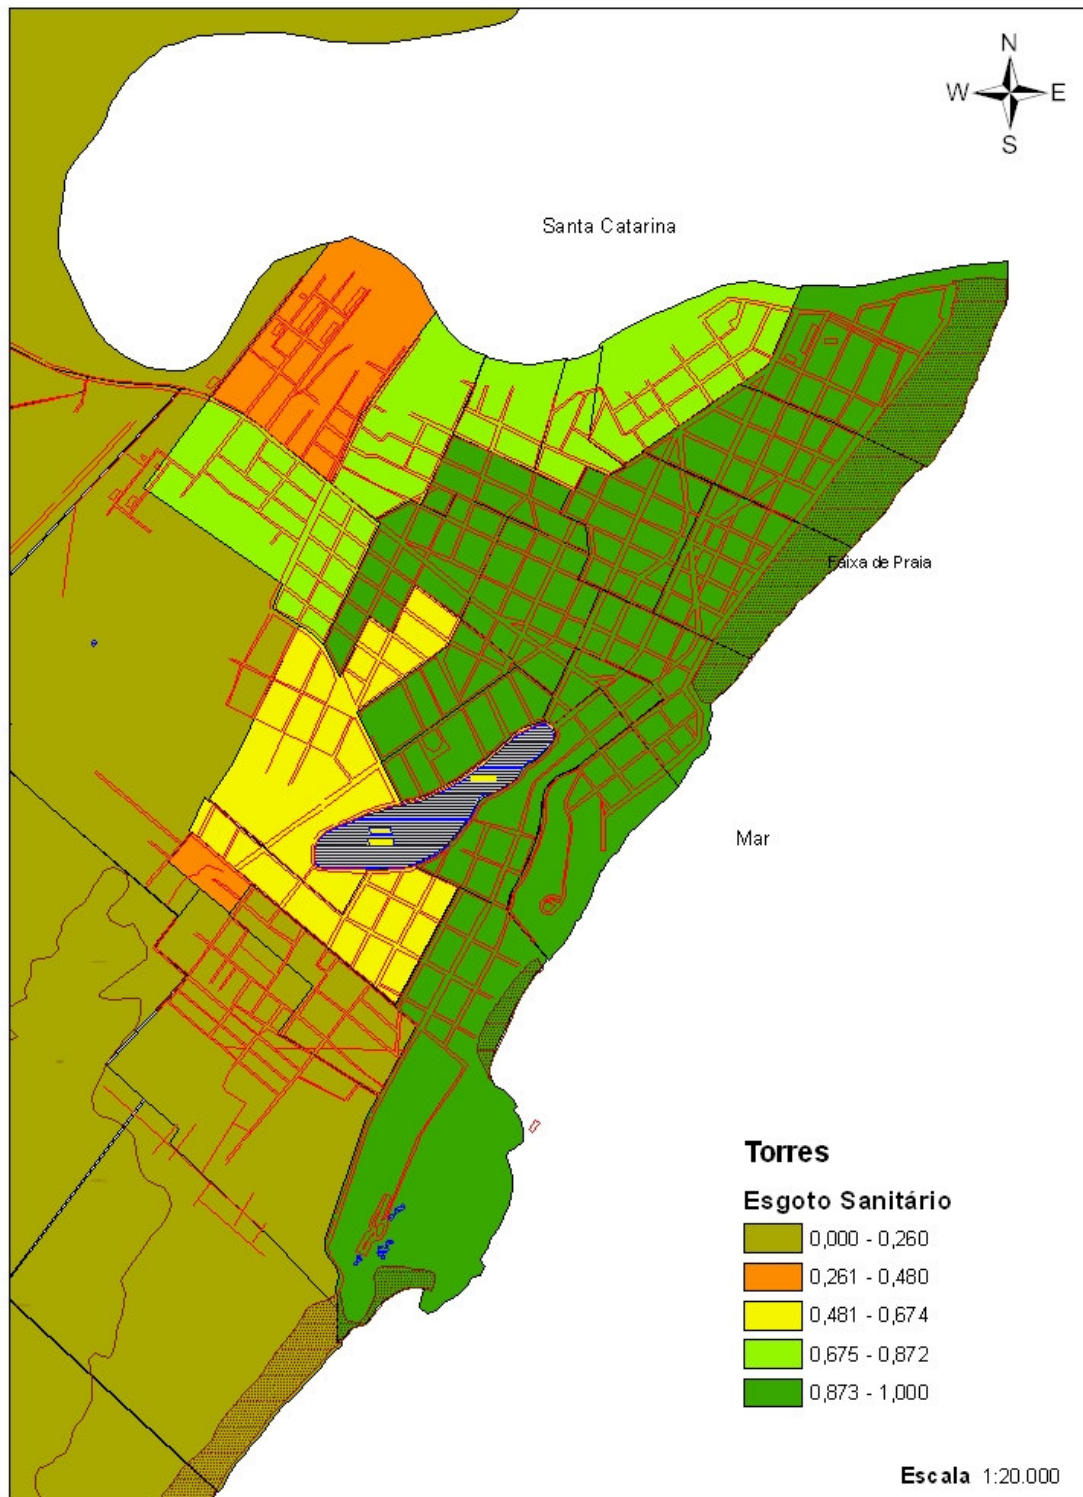 N
W E
S
Santa Catarina
Faixa de Praia
Mar
Torres
Esgoto Sanitário
0,000 - 0,260
0,261 - 0,480
0,481 - 0,674
0,675 - 0,872
0,873 - 1,000
Escala 1:20.000